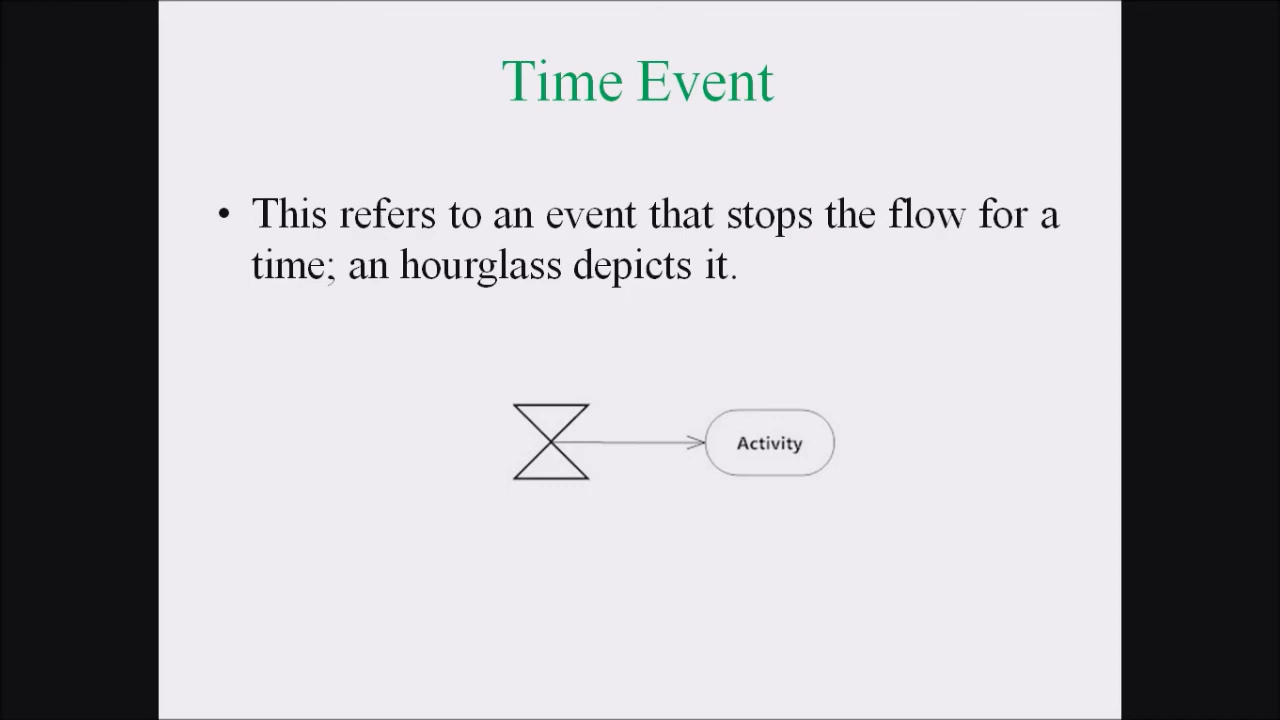 Time Event
• This refers to an event that stops the flow for a
time; an hourglass depicts it.
Activity